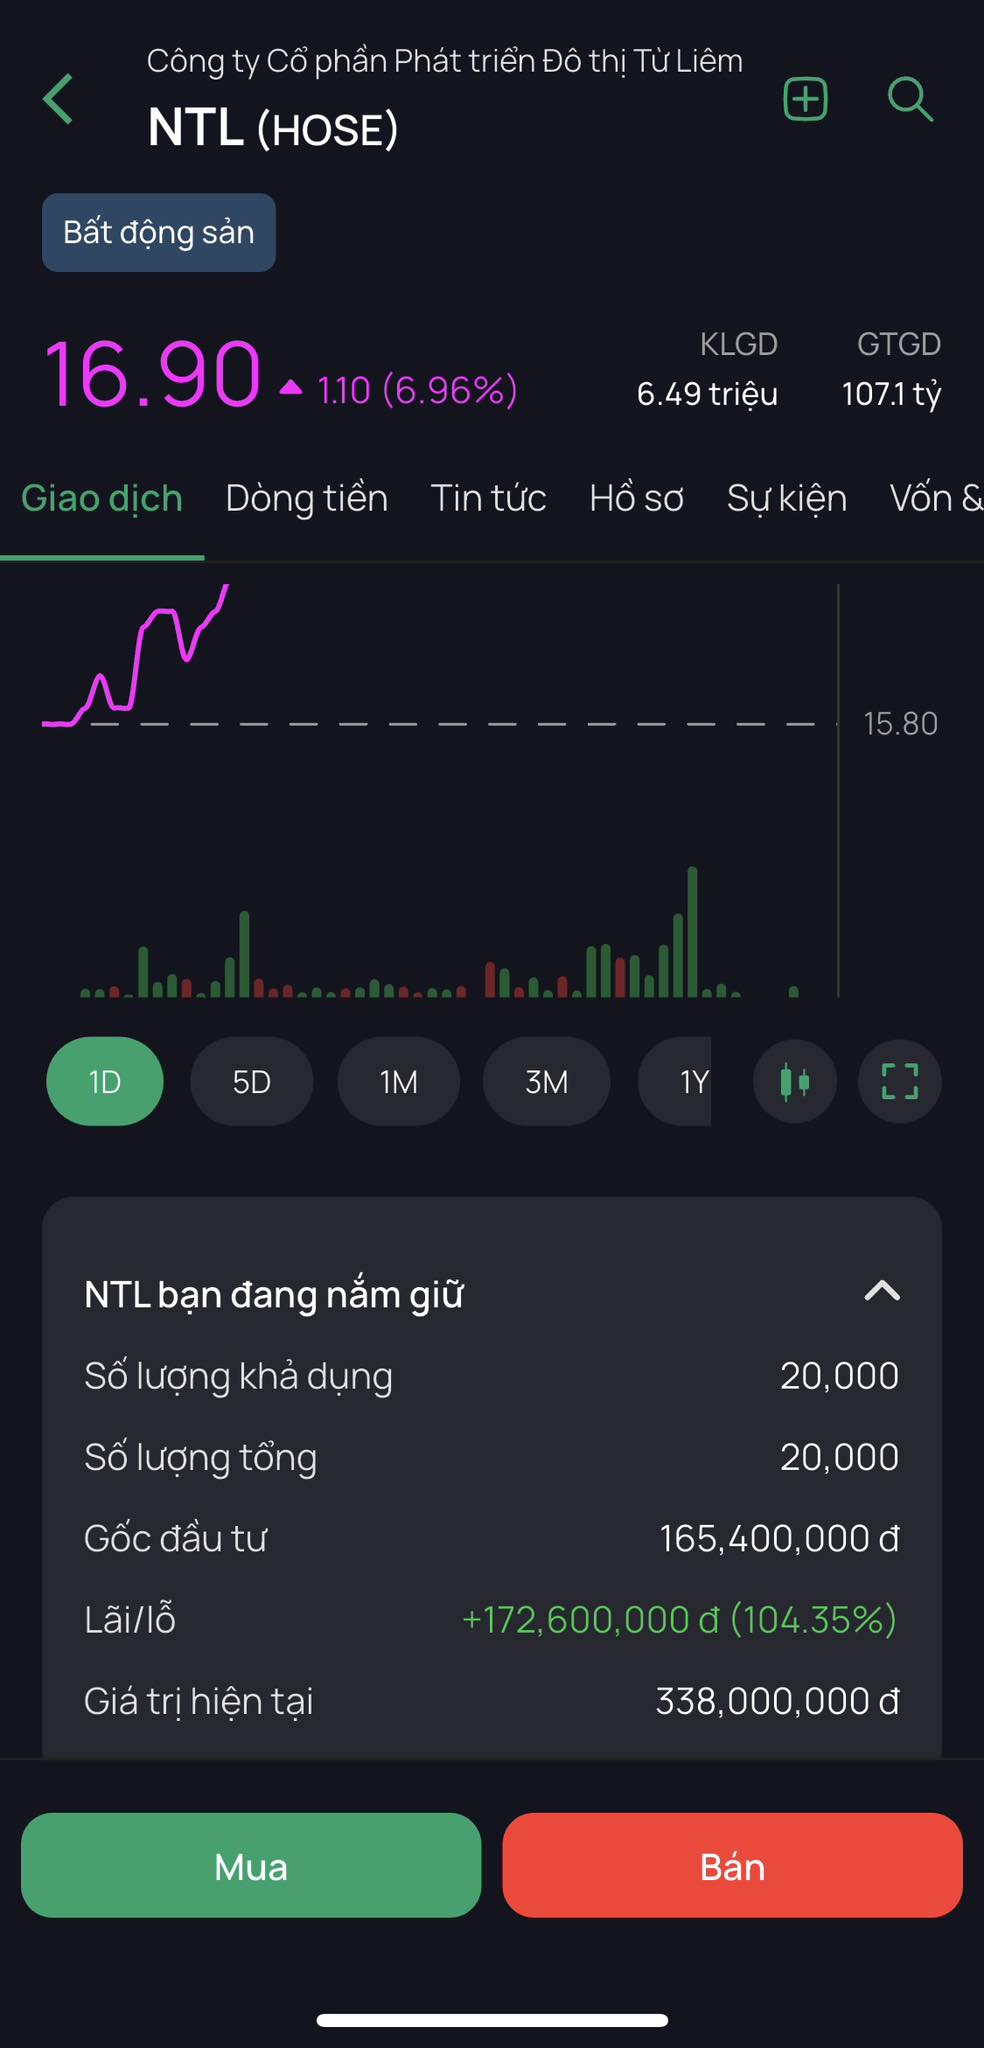 Công ty Cổ phần Phát triển Đô thị Từ Liêm
NTL (HOSE)
Bất động sản
KLGD GTGD
16.90 ▲ 1.10 (6.96%) 6.49 triệu 107.1 tỷ
Giao dịch Dòng tiền Tin tức Hồ sơ Sự kiện Vốn &
15.80
1D 5D 1M 3M 1Y
NTL bạn đang nắm giữ
Số lượng khả dụng 20,000
Số lượng tổng 20,000
Gốc đầu tư 165,400,000 đ
Lãi/lỗ +172,600,000 đ (104.35%)
Giá trị hiện tại 338,000,000 đ
Mua Bán